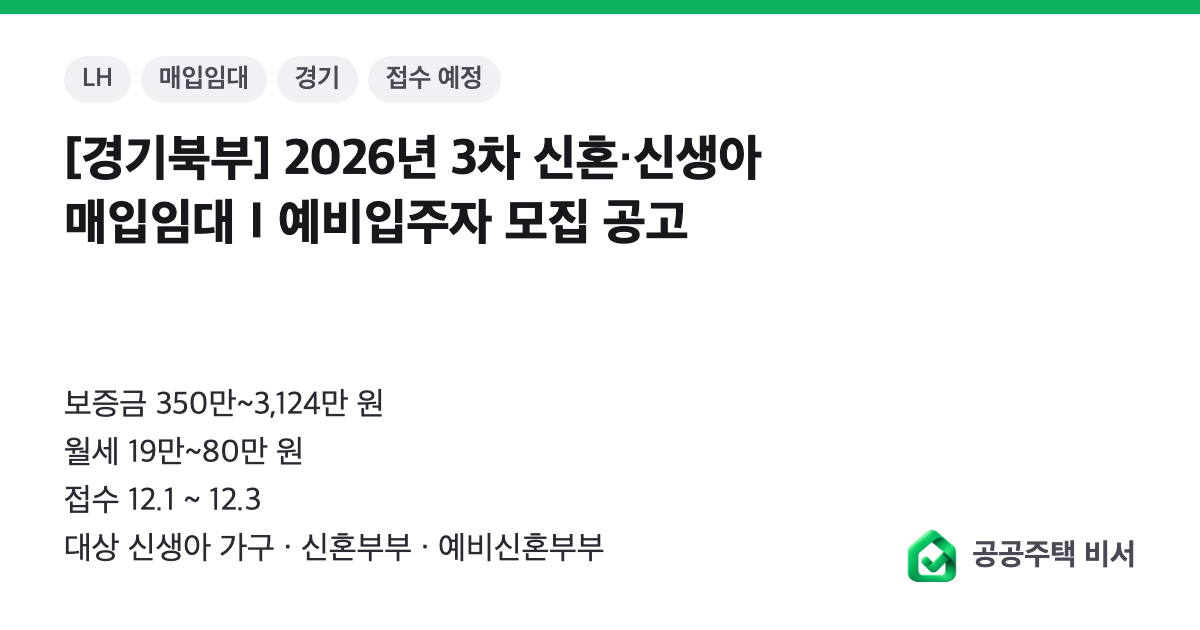 LH 매입임대 경기 접수 예정
[경기북부] 2026년 3차 신혼·신생아
매입임대 I 예비입주자 모집 공고
보증금 350만~3,124만 원
월세 19만~80만 원
접수 12.1 ~ 12.3
대상 신생아 가구 · 신혼부부 · 예비신혼부부
공공주택 비서